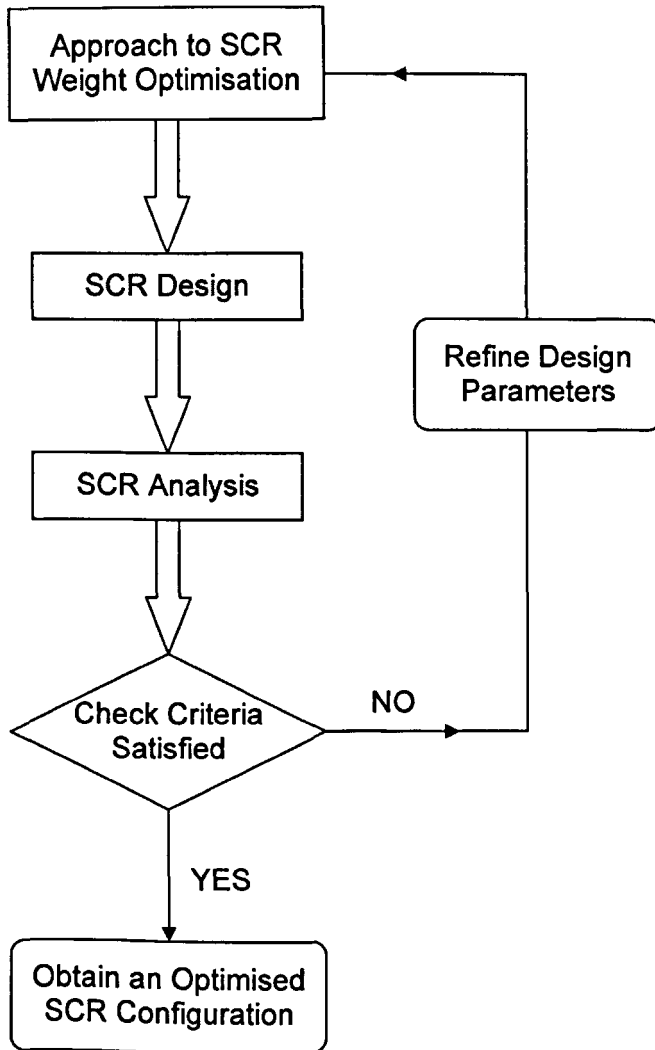 Approach to SCR
Weight Optimisation
SCR Design
Refine Design
Parameters
SCR Analysis
Check Criteria
Satisfied
NO
YES
Obtain an Optimised
SCR Configuration